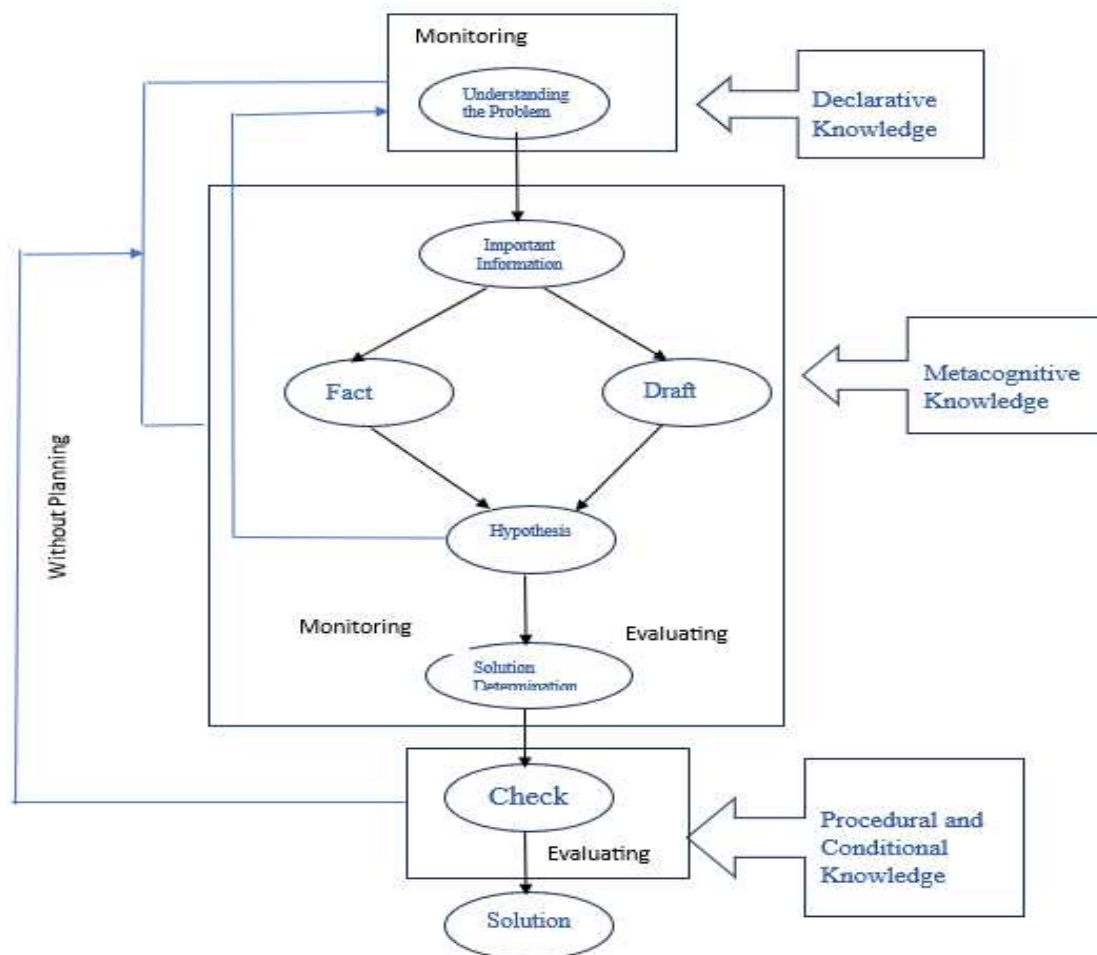 Monitoring
Understanding
the Problem
Declarative
Knowledge
Important
Information
Fact
Draft
Metacognitive
Knowledge
Without Planning
Hypothesis
Monitoring
Evaluating
Solution
Determination
Check
Evaluating
Procedural and
Conditional
Knowledge
Solution